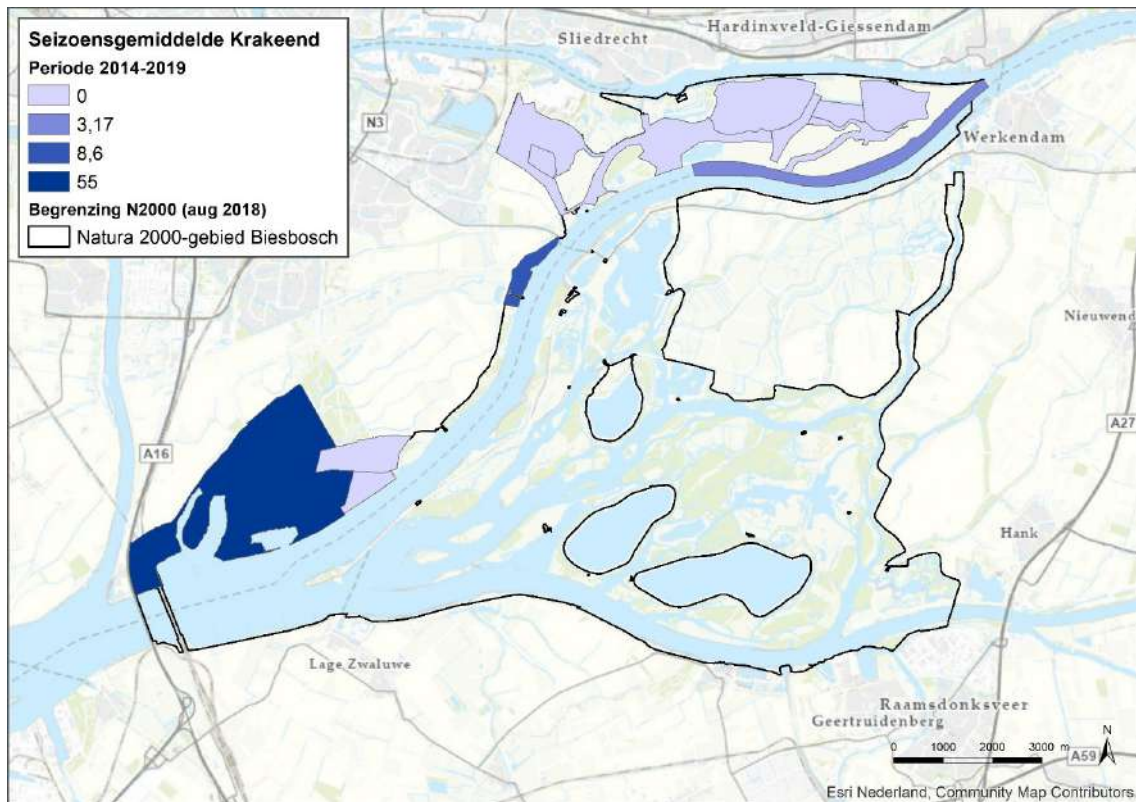 Seizoensgemiddelde Krakeend
Periode 2014-2019
0
3,17
8,6
55
Begrenzing N2000 (aug 2018)
Natura 2000-gebied Biesbosch
Hardinxveld-Giessendam
Sliedrecht
N3
Werkendam
Nieuwend
A16
A27
Hank
Lage Zwaluwe
Raamsdonksveer
Geertruidenberg
N
0 1000 2000 3000 m
A59
Esri Nederland, Community Map Contributors